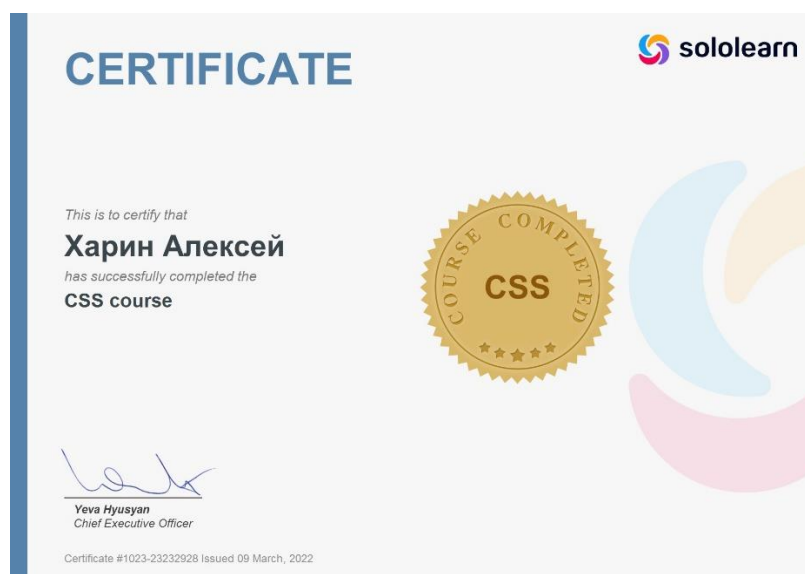 CERTIFICATE
sololearn
This is to certify that
Харин Алексей
has successfully completed the
CSS course
COURSE COMPLETED
CSS
Yeva Hyusyan
Chief Executive Officer
Certificate #1023-23232928 Issued 09 March, 2022